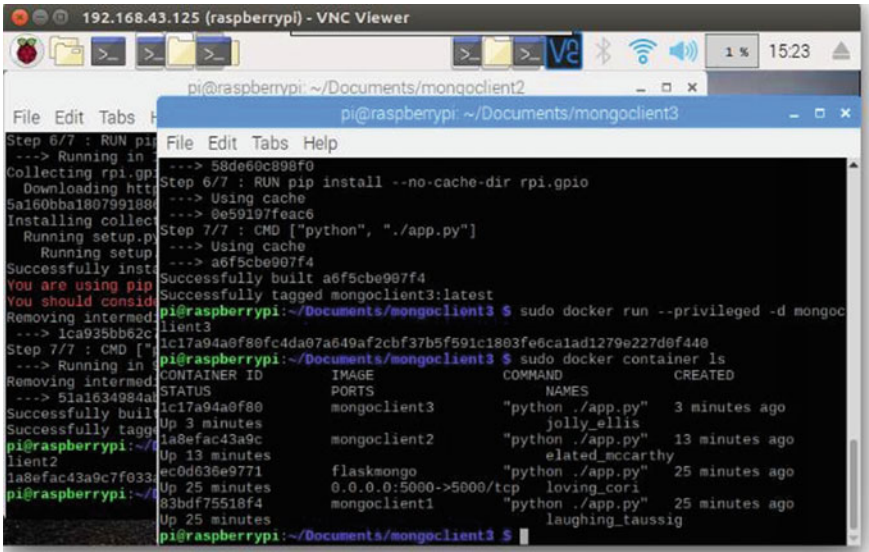 192.168.43.125 (raspberrypi) - VNC Viewer
1 %
15:23
pi@raspberrypi: ~/Documents/mongoclient2
File Edit Tabs H
Step 6/7 : RUN pip
---> Running in
Collecting rpi.gp
Downloading http
5a160bba180799188
Installing collect
Running setup.py
Running setup.
Successfully insta
You are using pip
You should conside
Removing intermed
---> 1ca935bb62c
Step 7/7 : CMD ["
---> Running in
Removing intermed
---> 51a1634984a
Successfully buil
Successfully tagg
pi@raspberrypi:~/
lient2
1a8efac43a9c7f033
pi@raspberrypi:~/
pi@raspberrypi: ~/Documents/mongoclient3
File Edit Tabs Help
---> 58de60c898f0
Step 6/7 : RUN pip install --no-cache-dir rpi.gpio
---> Using cache
---> 0e59197feac6
Step 7/7 : CMD ["python", "./app.py"]
---> Using cache
---> a6f5cbe907f4
Successfully built a6f5cbe907f4
Successfully tagged mongoclient3:latest
pi@raspberrypi:~/Documents/mongoclient3 $ sudo docker run --privileged -d mongoc
lient3
1c17a94a0f80fc4da07a649af2cbf37b5f591c1803fe6ca1ad1279e227d0f440
pi@raspberrypi:~/Documents/mongoclient3 $ sudo docker container ls
CONTAINER ID IMAGE COMMAND CREATED
STATUS PORTS NAMES
1c17a94a0f80 mongoclient3 "python ./app.py" 3 minutes ago
Up 3 minutes jolly_ellis
1a8efac43a9c mongoclient2 "python ./app.py" 13 minutes ago
Up 13 minutes elated_mccarthy
ec0d636e9771 flaskmongo "python ./app.py" 25 minutes ago
Up 25 minutes 0.0.0.0:5000->5000/tcp loving_cori
83bdf75518f4 mongoclient1 "python ./app.py" 25 minutes ago
Up 25 minutes laughing_taussig
pi@raspberrypi:~/Documents/mongoclient3 $